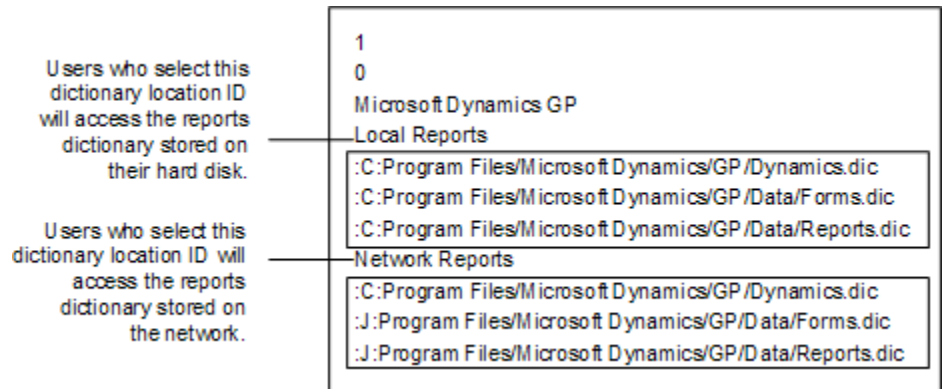 Users who select this
dictionary location ID
will access the reports
dictionary stored on
their hard disk.
Users who select this
dictionary location ID will
access the reports
dictionary stored on
the network.
1
0
Microsoft Dynamics GP
Local Reports
:C:Program Files/Microsoft Dynamics/GP/Dynamics.dic
:C:Program Files/Microsoft Dynamics/GP/Data/Forms.dic
:C:Program Files/Microsoft Dynamics/GP/Data/Reports.dic
Network Reports
:C:Program Files/Microsoft Dynamics/GP/Dynamics.dic
:J:Program Files/Microsoft Dynamics/GP/Data/Forms.dic
:J:Program Files/Microsoft Dynamics/GP/Data/Reports.dic